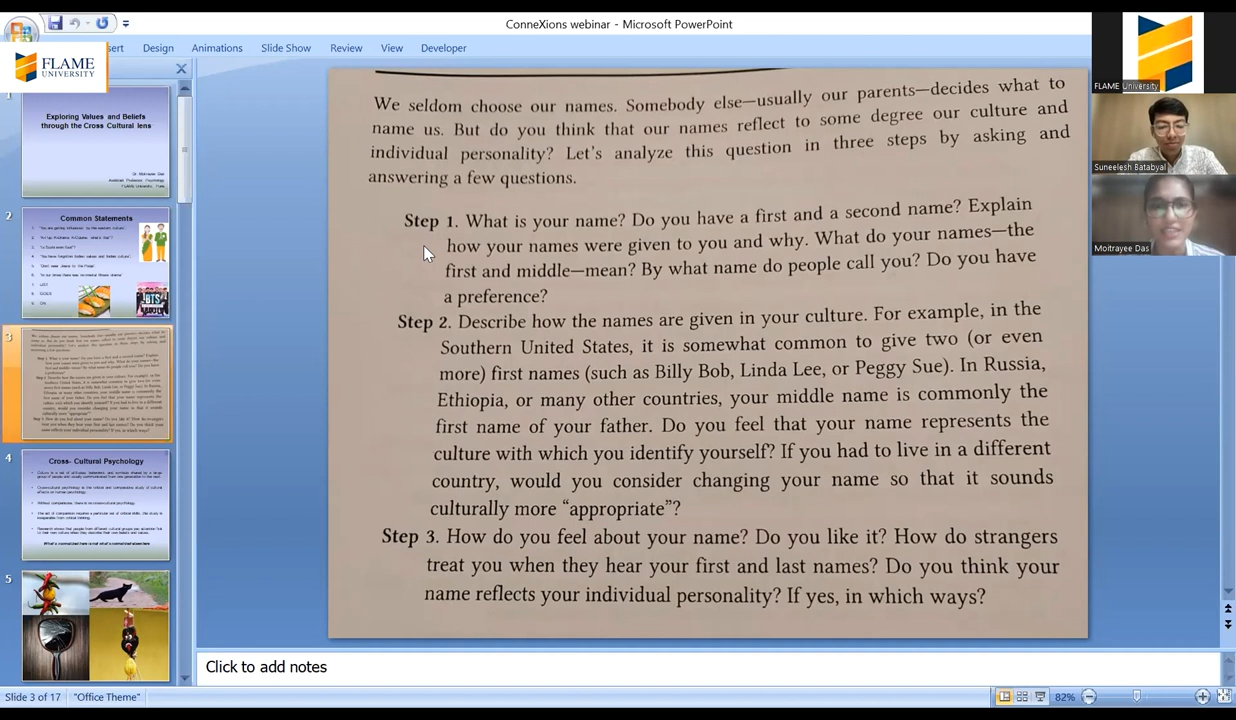 ConneXions webinar - Microsoft PowerPoint
sert Design Animations Slide Show Review View Developer
FLAME
UNIVERSITY
1
Exploring Values and Beliefs
through the Cross Cultural lens
2
Common Statements
BTS
3
4
Cross- Cultural Psychology
5
We seldom choose our names. Somebody else—usually our parents—decides what to
name us. But do you think that our names reflect to some degree our culture and
individual personality? Let's analyze this question in three steps by asking and
answering a few questions.
Step 1. What is your name? Do you have a first and a second name? Explain
how your names were given to you and why. What do your names—the
first and middle—mean? By what name do people call you? Do you have
a preference?
Step 2. Describe how the names are given in your culture. For example, in the
Southern United States, it is somewhat common to give two (or even
more) first names (such as Billy Bob, Linda Lee, or Peggy Sue). In Russia,
Ethiopia, or many other countries, your middle name is commonly the
first name of your father. Do you feel that your name represents the
culture with which you identify yourself? If you had to live in a different
country, would you consider changing your name so that it sounds
culturally more “appropriate”?
Step 3. How do you feel about your name? Do you like it? How do strangers
treat you when they hear your first and last names? Do you think your
name reflects your individual personality? If yes, in which ways?
FLAME University
Suneelesh Batabyal
Moitrayee Das
Click to add notes
Slide 3 of 17 "Office Theme" 82%